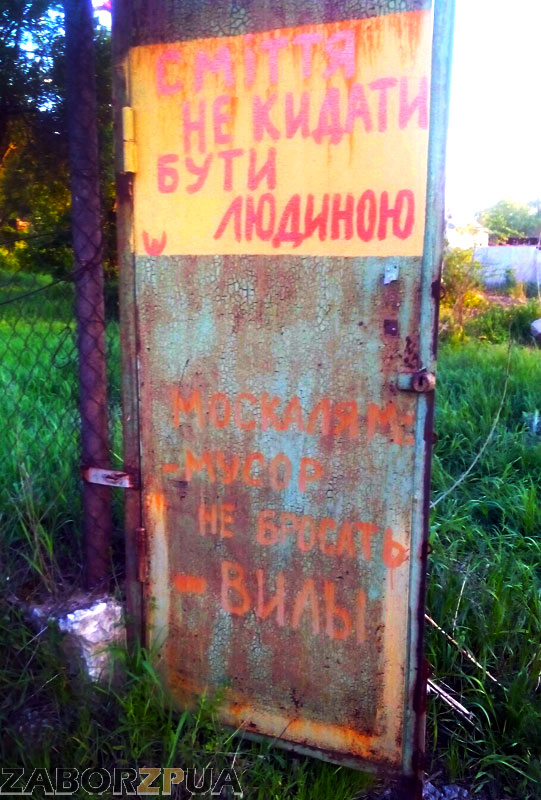 СМІТТЯ
НЕ КИДАТИ
БУТИ
ЛЮДИНОЮ
МОСКАЛЯМ:
-МУСОР
НЕ БРОСАТЬ
- ВИЛЫ
ZABORZPUA